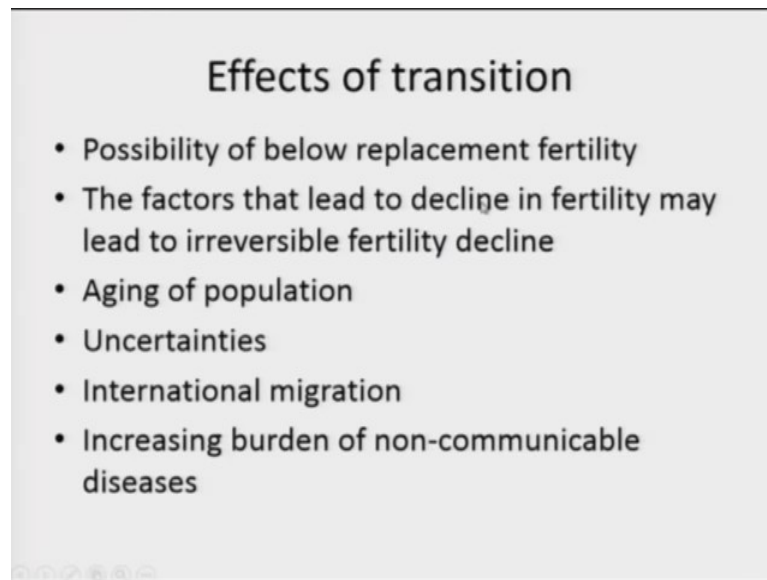 Effects of transition
• Possibility of below replacement fertility
• The factors that lead to decline in fertility may
lead to irreversible fertility decline
• Aging of population
• Uncertainties
• International migration
• Increasing burden of non-communicable
diseases